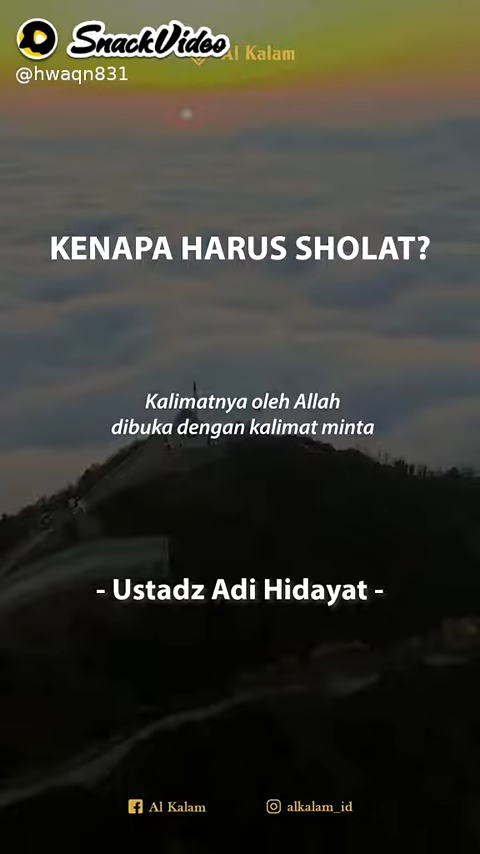 SnackVideo
Al Kalam
@hwaqn831
KENAPA HARUS SHOLAT?
Kalimatnya oleh Allah
dibuka dengan kalimat minta
- Ustadz Adi Hidayat -
Al Kalam
alkalam_id